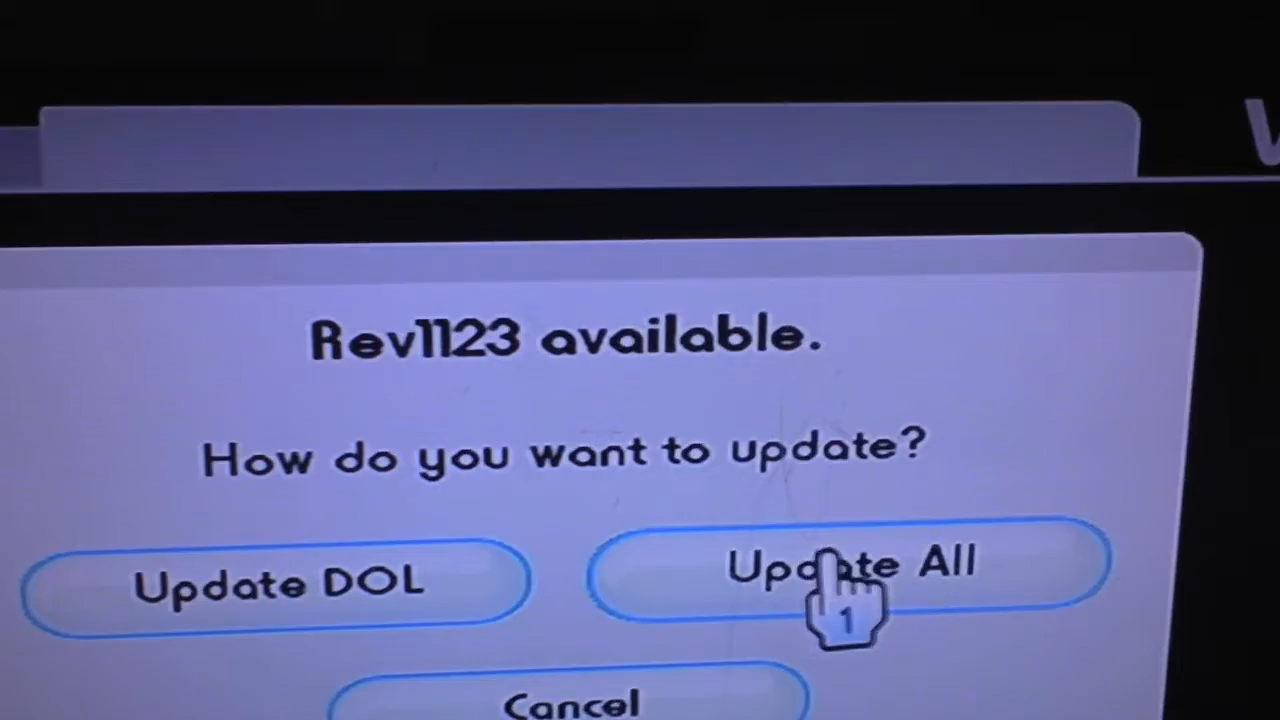 Rev1123 available.
How do you want to update?
Update DOL
Update All
1
Cancel